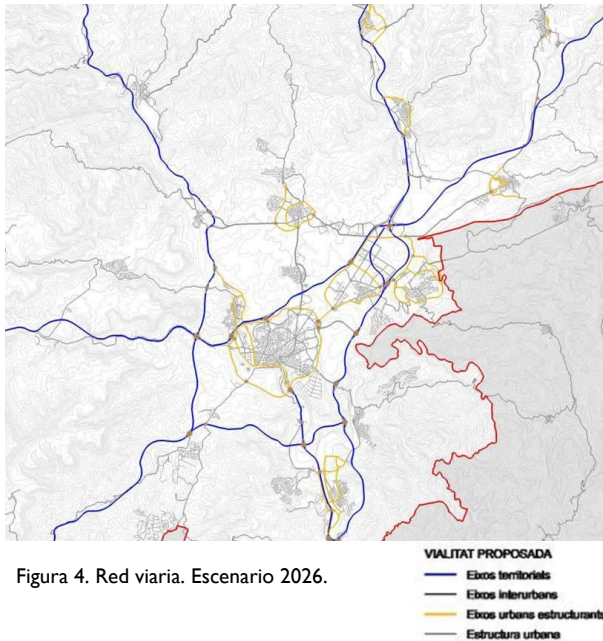 Figura 4. Red viaria. Escenario 2026.
VIALITAT PROPOSADA
Eixos territorials
Eixos interurbans
Eixos urbans estructurants
Estructura urbana